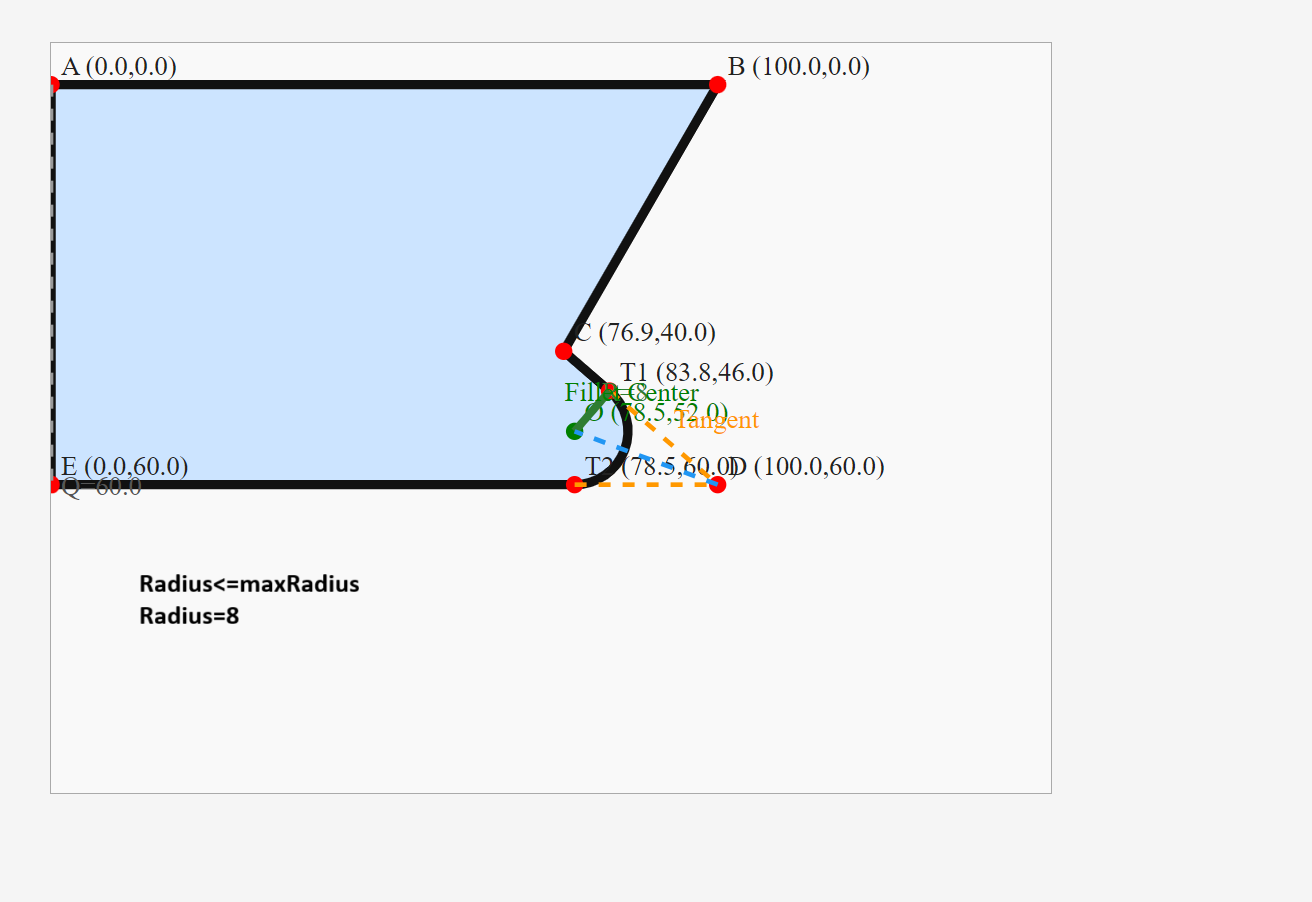 A (0.0,0.0)
B (100.0,0.0)
C (76.9,40.0)
T1 (83.8,46.0)
Fillet Center
O (78.5,52.0)
Tangent
E (0.0,60.0)
T2 (78.5,60.0)
D (100.0,60.0)
Q=60.0
Radius<=maxRadius
Radius=8